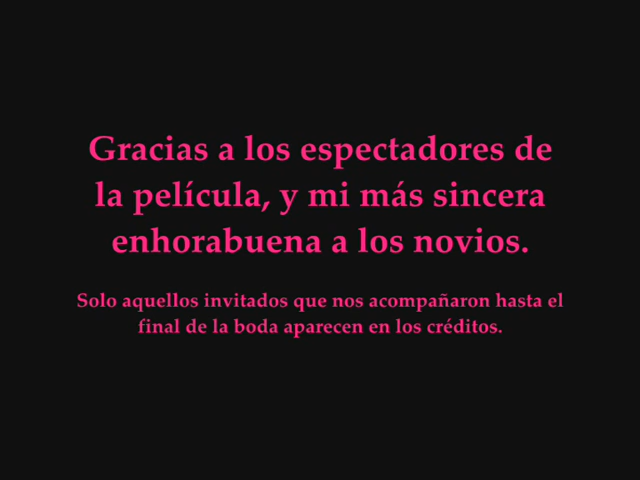 Gracias a los espectadores de
la película, y mi más sincera
enhorabuena a los novios.
Solo aquellos invitados que nos acompañaron hasta el
final de la boda aparecen en los créditos.